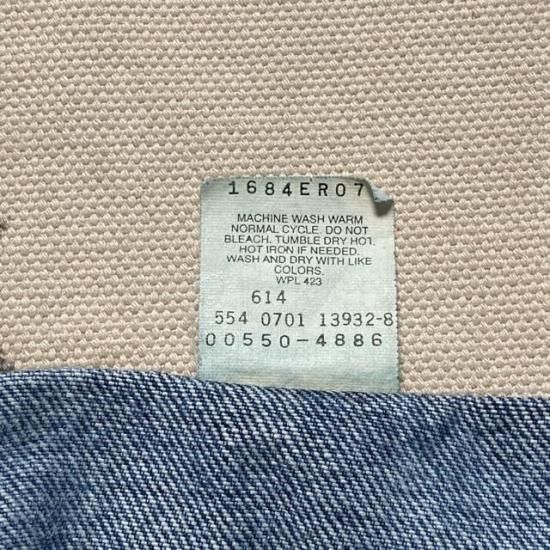 1684ER07
MACHINE WASH WARM
NORMAL CYCLE. DO NOT
BLEACH. TUMBLE DRY HOT.
HOT IRON IF NEEDED.
WASH AND DRY WITH LIKE
COLORS.
WPL 423
614
554 0701 13932-8
00550-4886